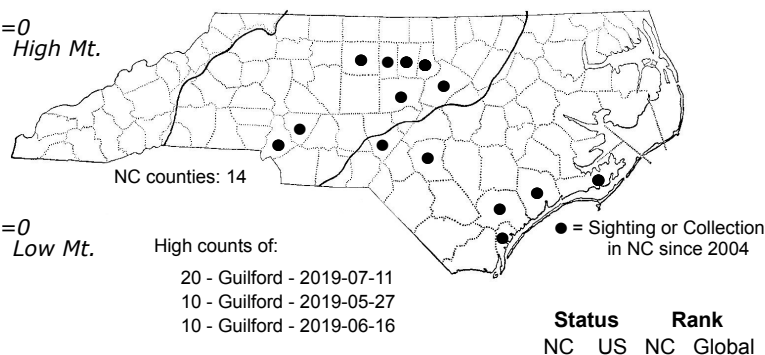 =0
High Mt.
NC counties: 14
=0
Low Mt.
High counts of:
20 - Guilford - 2019-07-11
10 - Guilford - 2019-05-27
10 - Guilford - 2019-06-16
● = Sighting or Collection
in NC since 2004
Status Rank
NC US NC Global